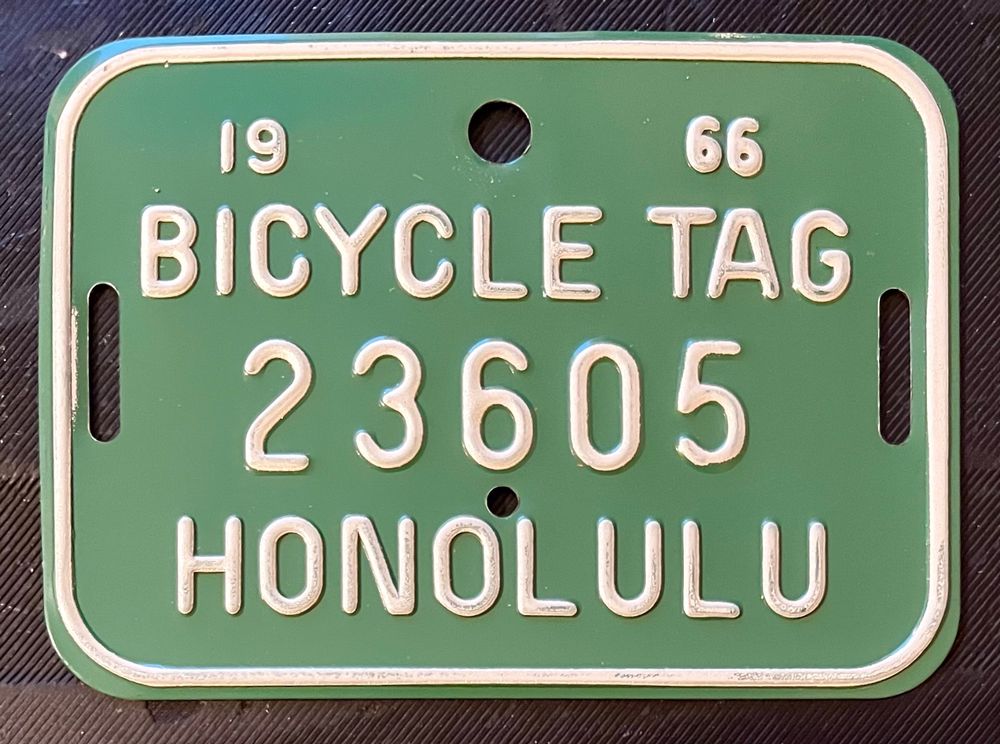 19 66
BICYCLE TAG
23605
HONOLULU